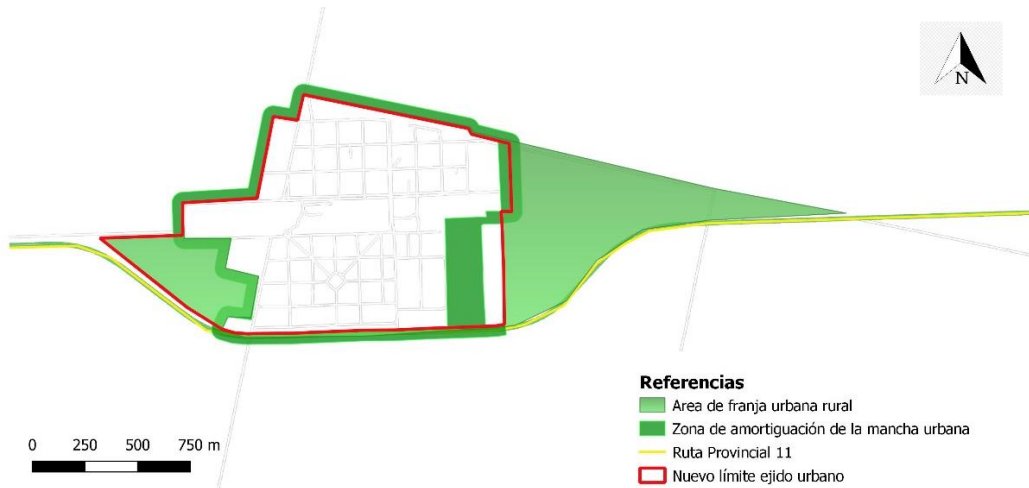 N
Referencias
Area de franja urbana rural
Zona de amortiguación de la mancha urbana
Ruta Provincial 11
Nuevo límite ejido urbano
0 250 500 750 m